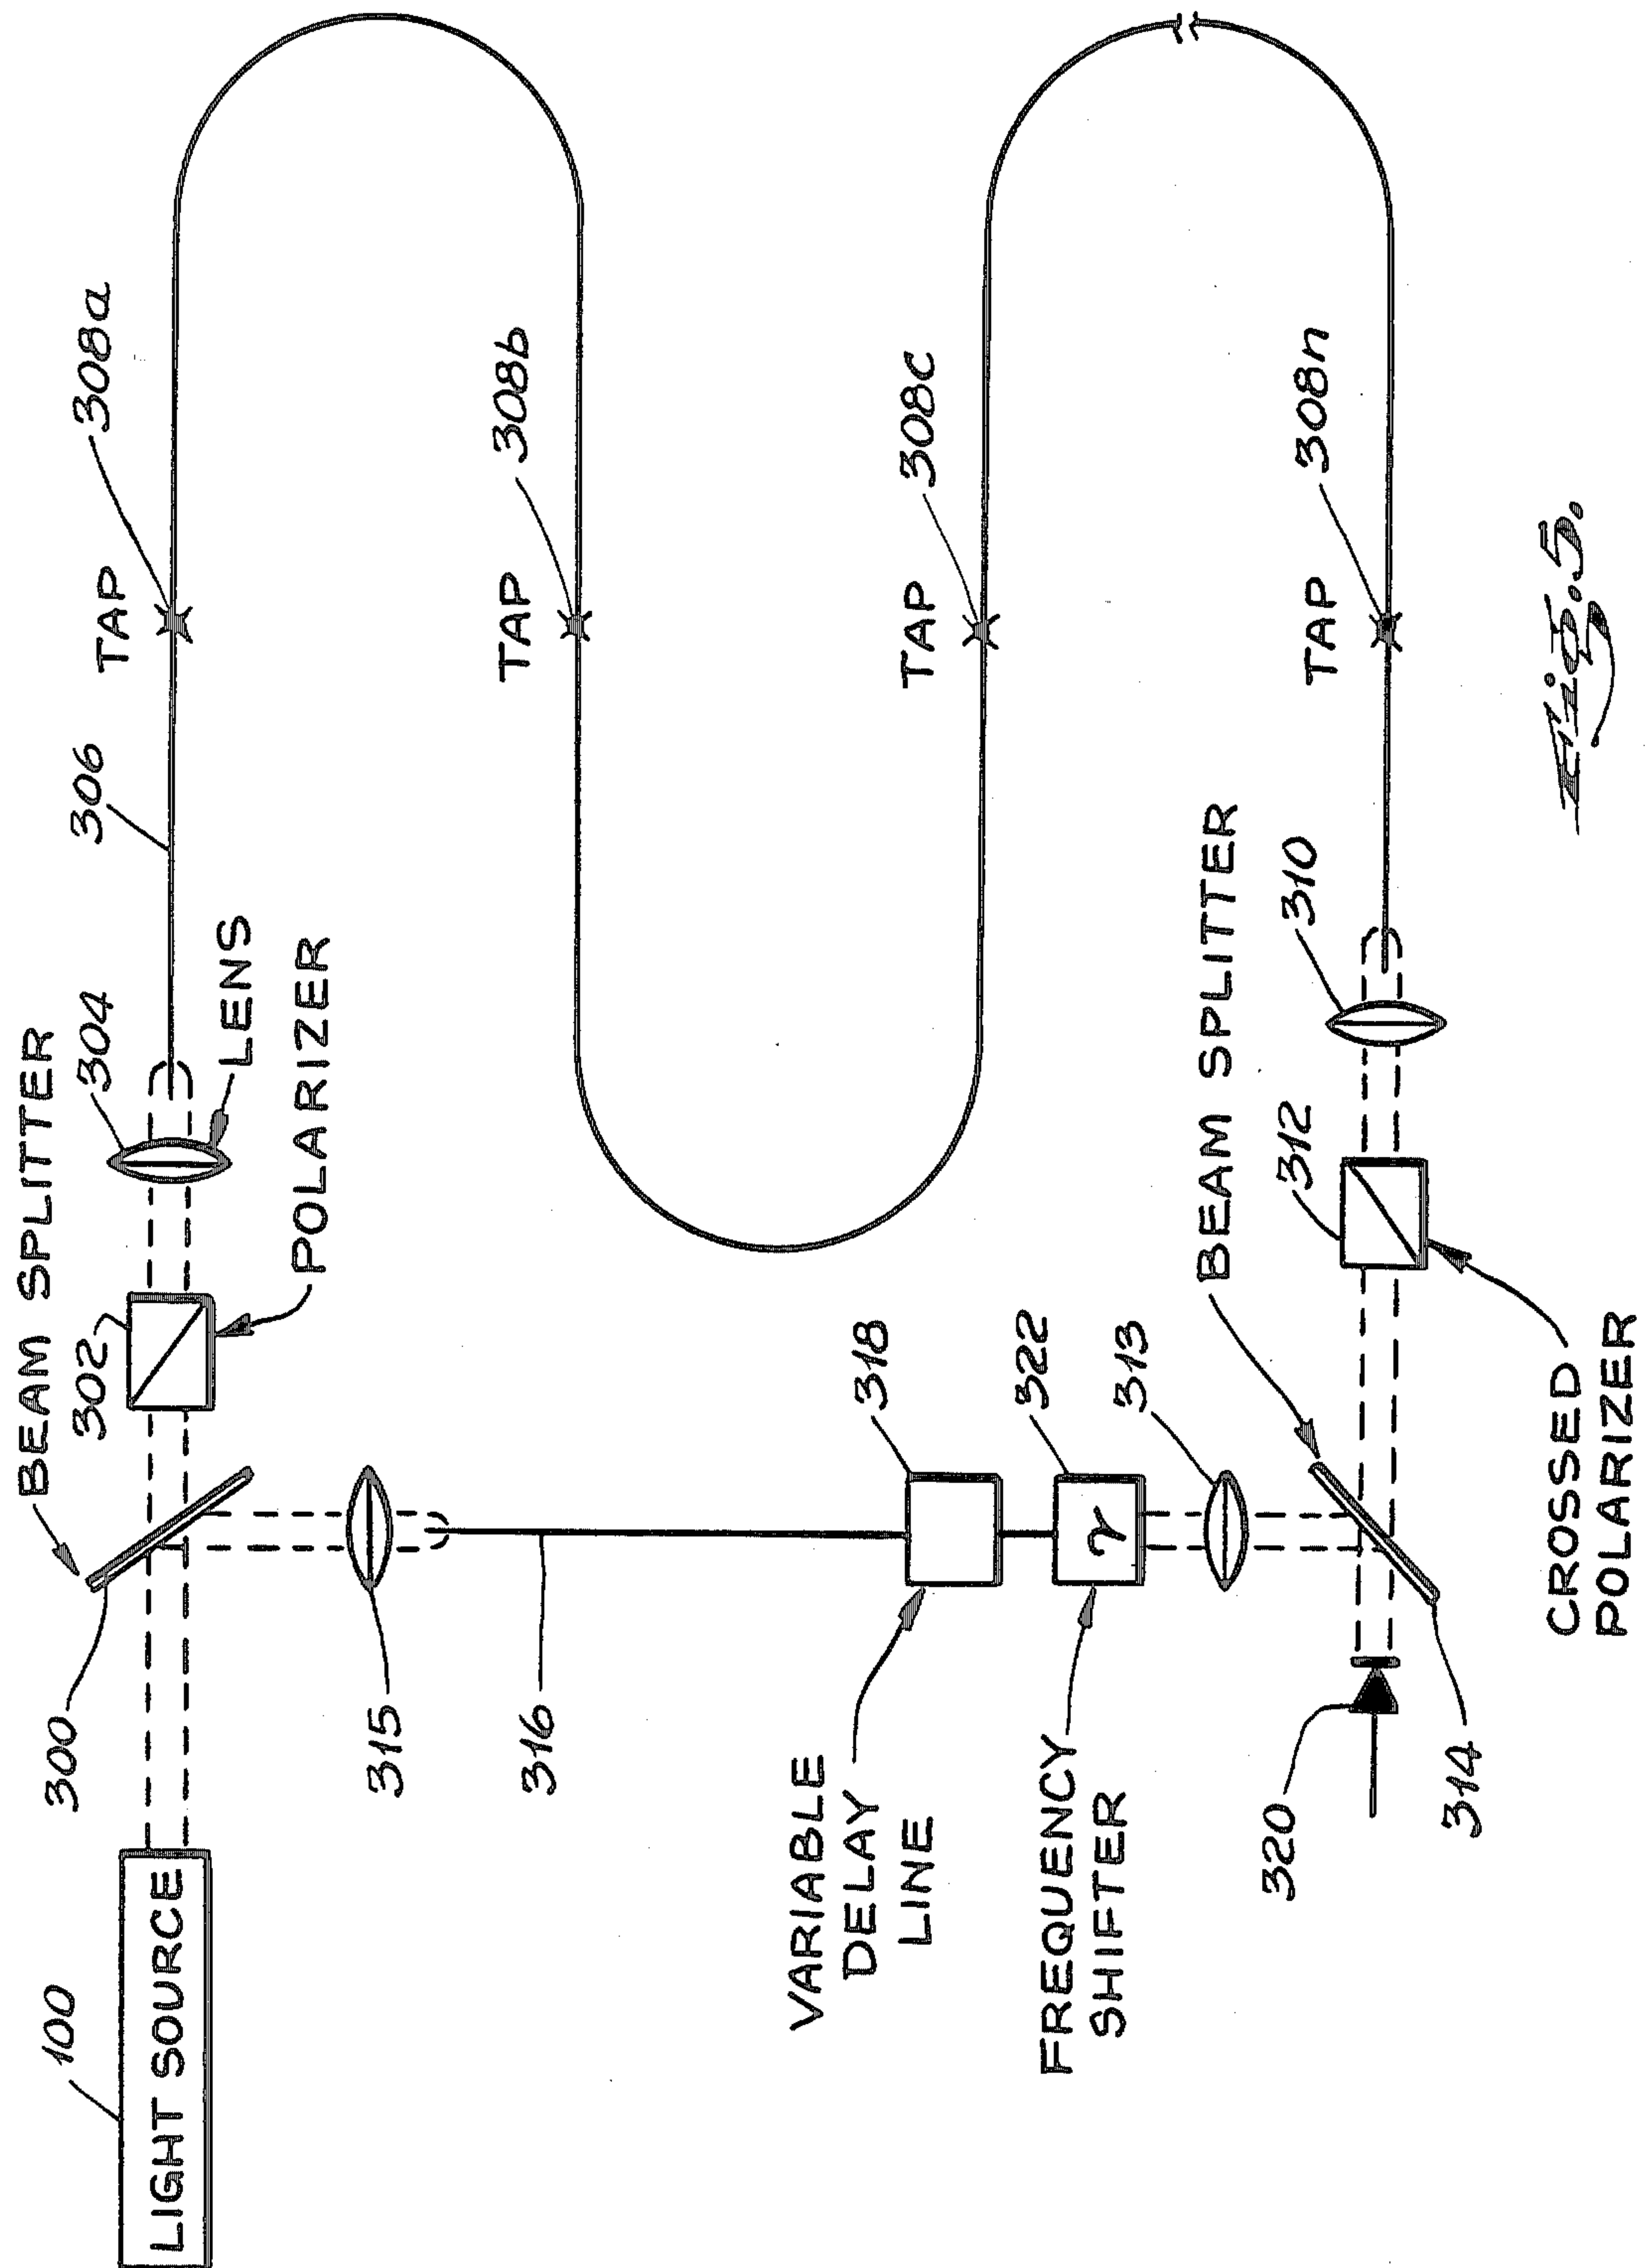 100
LIGHT SOURCE
300
BEAM SPLITTER
302
POLARIZER
304
LENS
306
TAP
308a
TAP
308b
TAP
308c
TAP
308n
315
316
VARIABLE
DELAY
LINE
318
FREQUENCY
SHIFTER
322
γ
313
320
314
BEAM SPLITTER
312
CROSSED
POLARIZER
310
Fig.5.